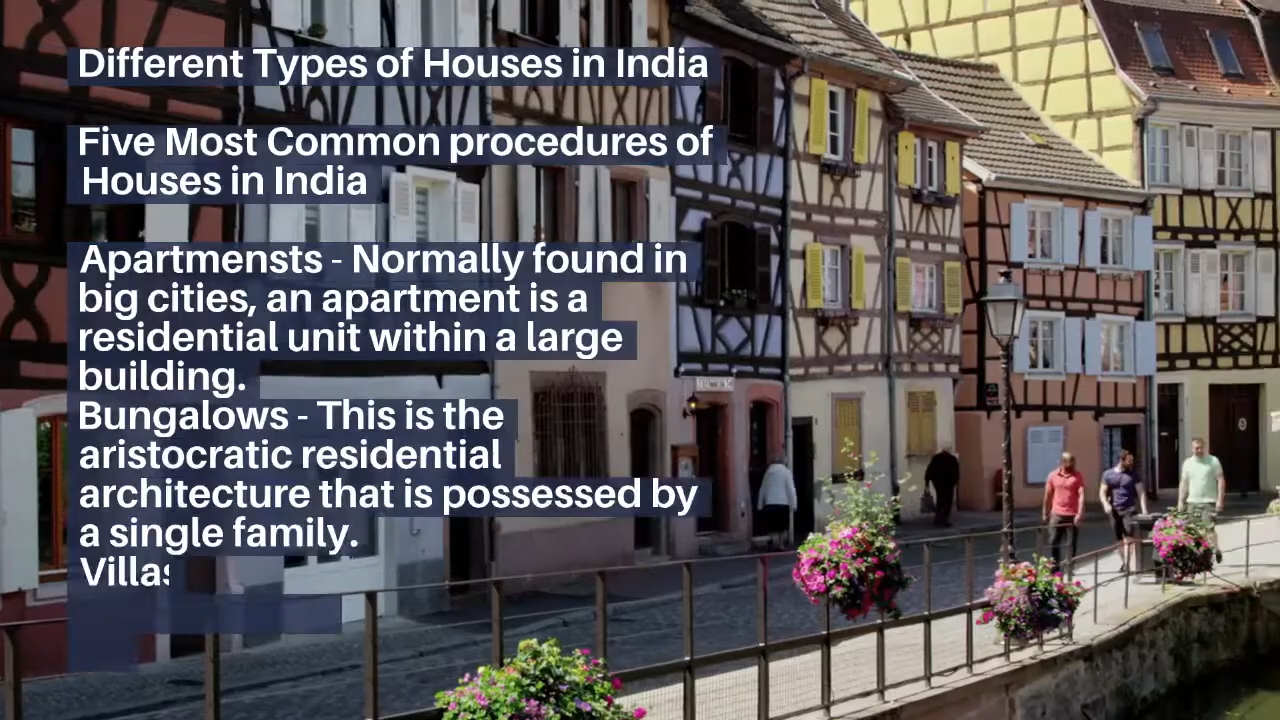 Different Types of Houses in India
Five Most Common procedures of
Houses in India
Apartmensts - Normally found in
big cities, an apartment is a
residential unit within a large
building.
Bungalows - This is the
aristocratic residential
architecture that is possessed by
a single family.
Villas